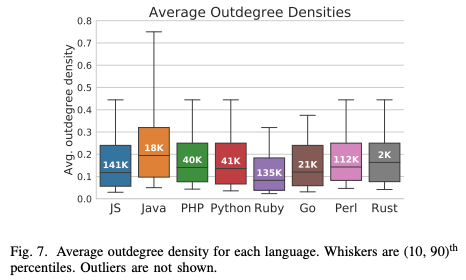 Average Outdegree Densities
Avg. outdegree density
0.8
0.7
0.6
0.5
0.4
0.3
0.2
0.1
0.0
141K
18K
40K
41K
135K
21K
112K
2K
JS Java PHP Python Ruby Go Perl Rust
Fig. 7. Average outdegree density for each language. Whiskers are (10, 90)th
percentiles. Outliers are not shown.